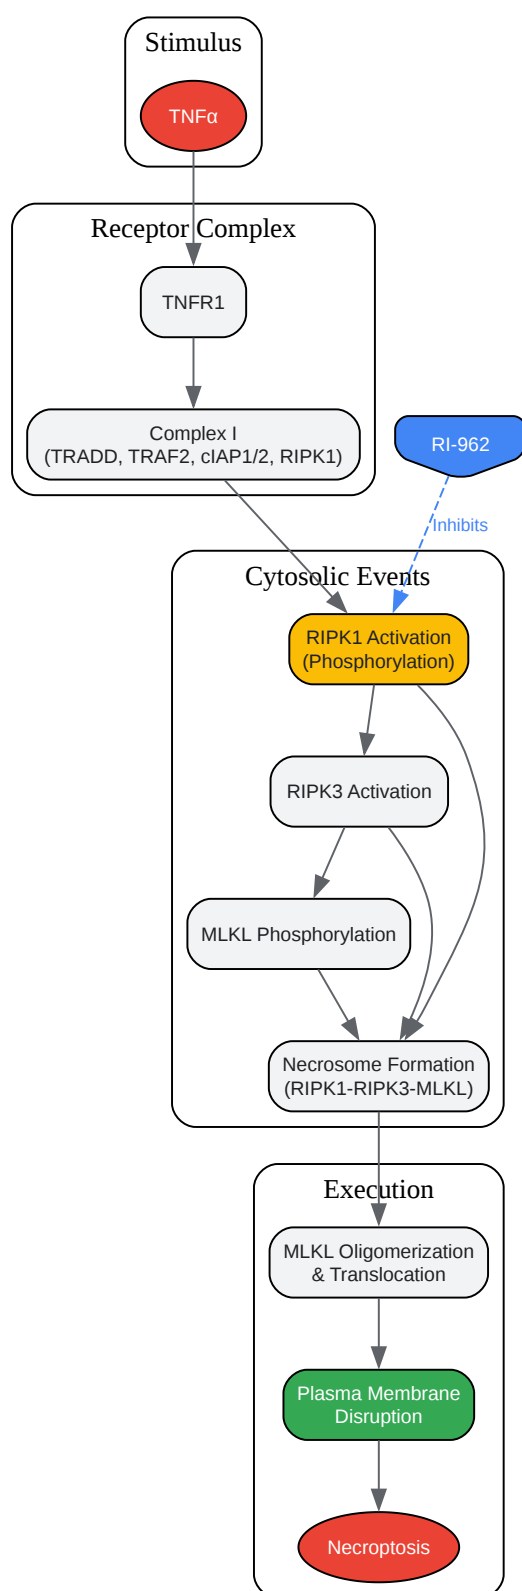 Stimulus
TNFα
Receptor Complex
TNFR1
Complex I
(TRADD, TRAF2, cIAP1/2, RIPK1)
RI-962
Inhibits
Cytosolic Events
RIPK1 Activation
(Phosphorylation)
RIPK3 Activation
MLKL Phosphorylation
Necrosome Formation
(RIPK1-RIPK3-MLKL)
Execution
MLKL Oligomerization
& Translocation
Plasma Membrane
Disruption
Necroptosis